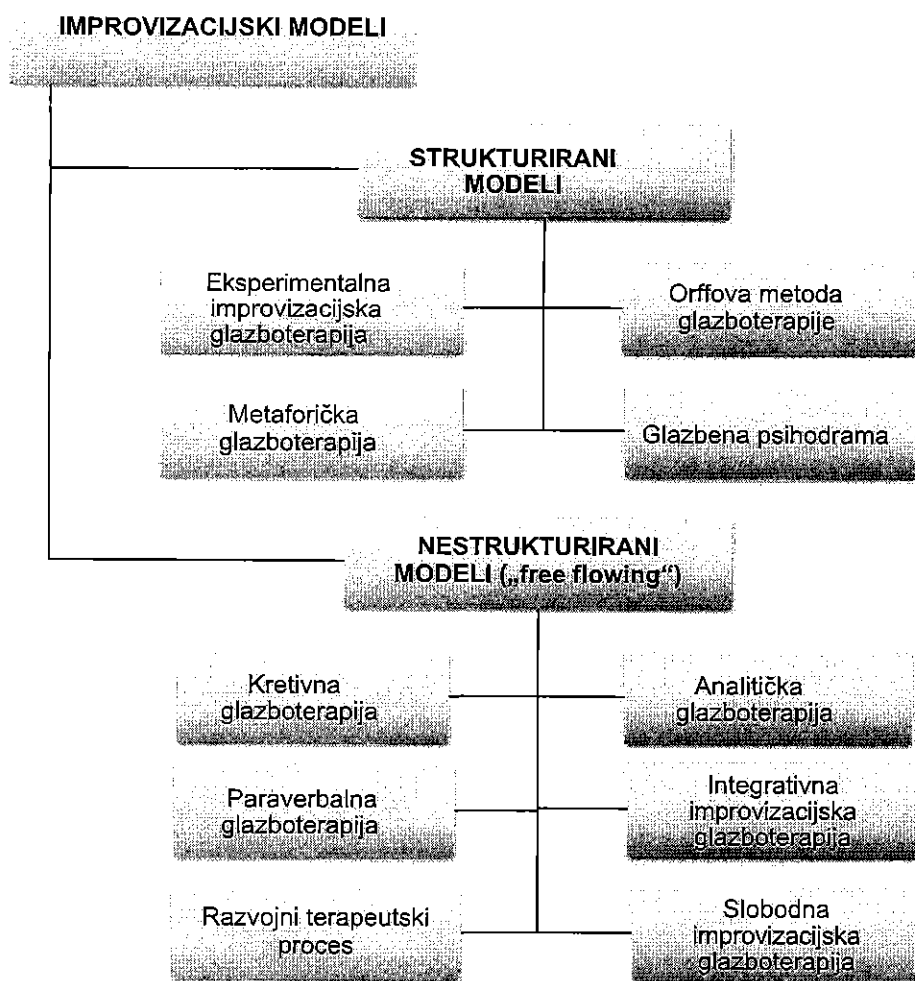 IMPROVIZACIJSKI MODELI
STRUKTURIRANI
MODELI
Eksperimentalna
improvizacijska
glazboterapija
Orffova metoda
glazboterapije
Metaforička
glazboterapija
Glazbena psihodrama
NESTRUKTURIRANI
MODELI („free flowing“)
Kretivna
glazboterapija
Analitička
glazboterapija
Paraverbalna
glazboterapija
Integrativna
improvizacijska
glazboterapija
Razvojni terapeutski
proces
Slobodna
improvizacijska
glazboterapija